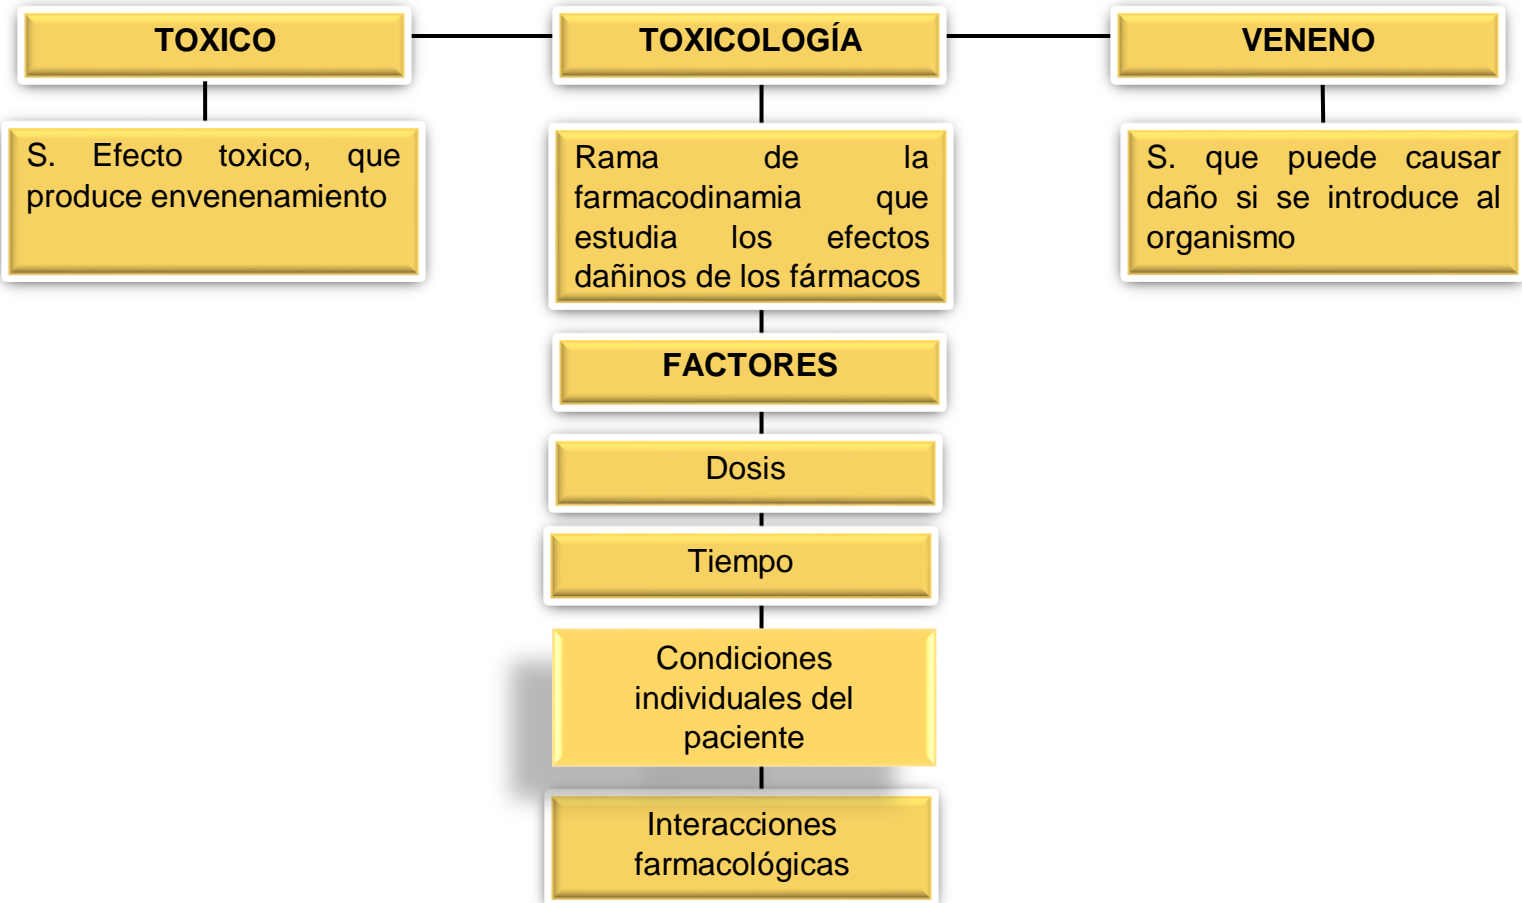 TOXICO
TOXICOLOGÍA
VENENO
S. Efecto toxico, que
produce envenenamiento
Rama de la
farmacodinamia que
estudia los efectos
dañinos de los fármacos
S. que puede causar
daño si se introduce al
organismo
FACTORES
Dosis
Tiempo
Condiciones
individuales del
paciente
Interacciones
farmacológicas